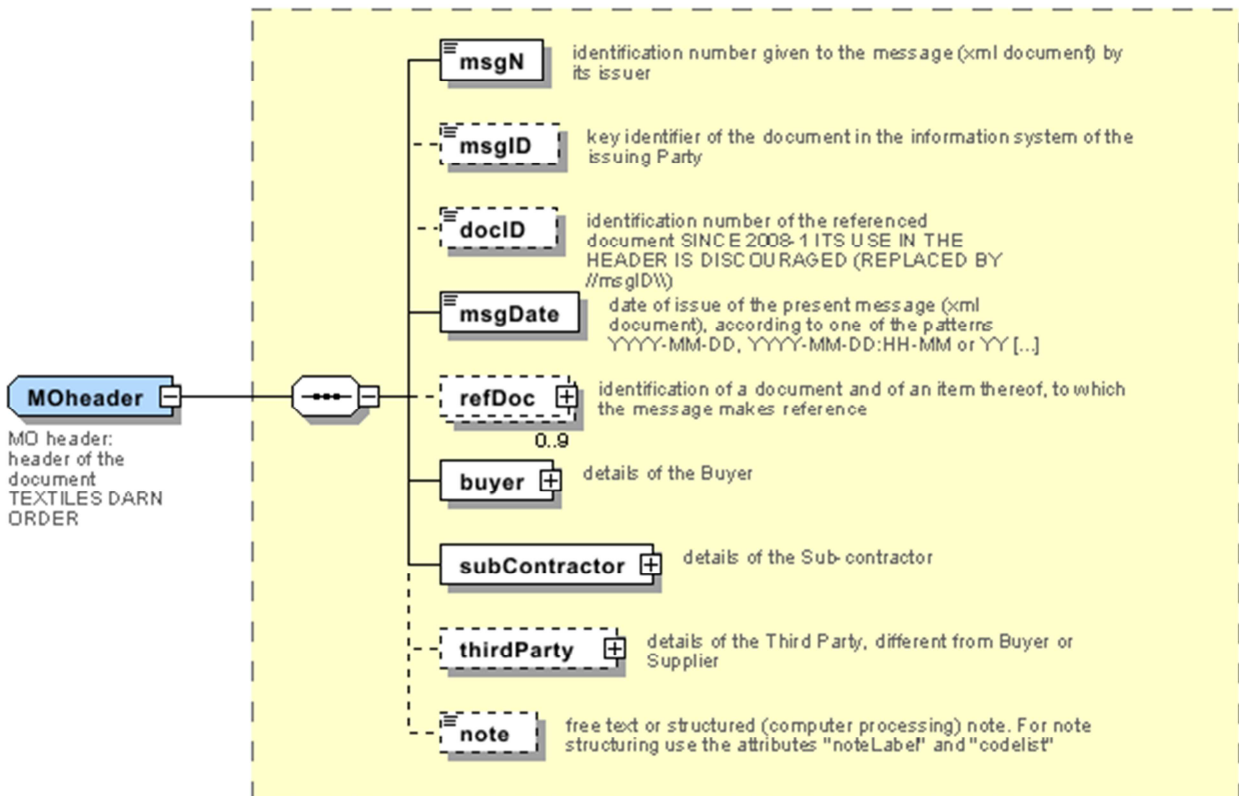 msgN
identification number given to the message (xml document) by
its issuer
msgID
key identifier of the document in the information system of the
issuing Party
docID
identification number of the referenced
document SINCE 2008-1 ITS USE IN THE
HEADER IS DISCOURAGED (REPLACED BY
//msgID\\)
msgDate
date of issue of the present message (xml
document), according to one of the patterns
YYYY-MM-DD, YYYY-MM-DD:HH-MM or YY [...]
MOheader
MO header:
header of the
document
TEXTILES DARN
ORDER
refDoc
0..9
identification of a document and of an item thereof, to which
the message makes reference
buyer
details of the Buyer
subContractor
details of the Sub-contractor
thirdParty
details of the Third Party, different from Buyer or
Supplier
note
free text or structured (computer processing) note. For note
structuring use the attributes "noteLabel" and "codelist"